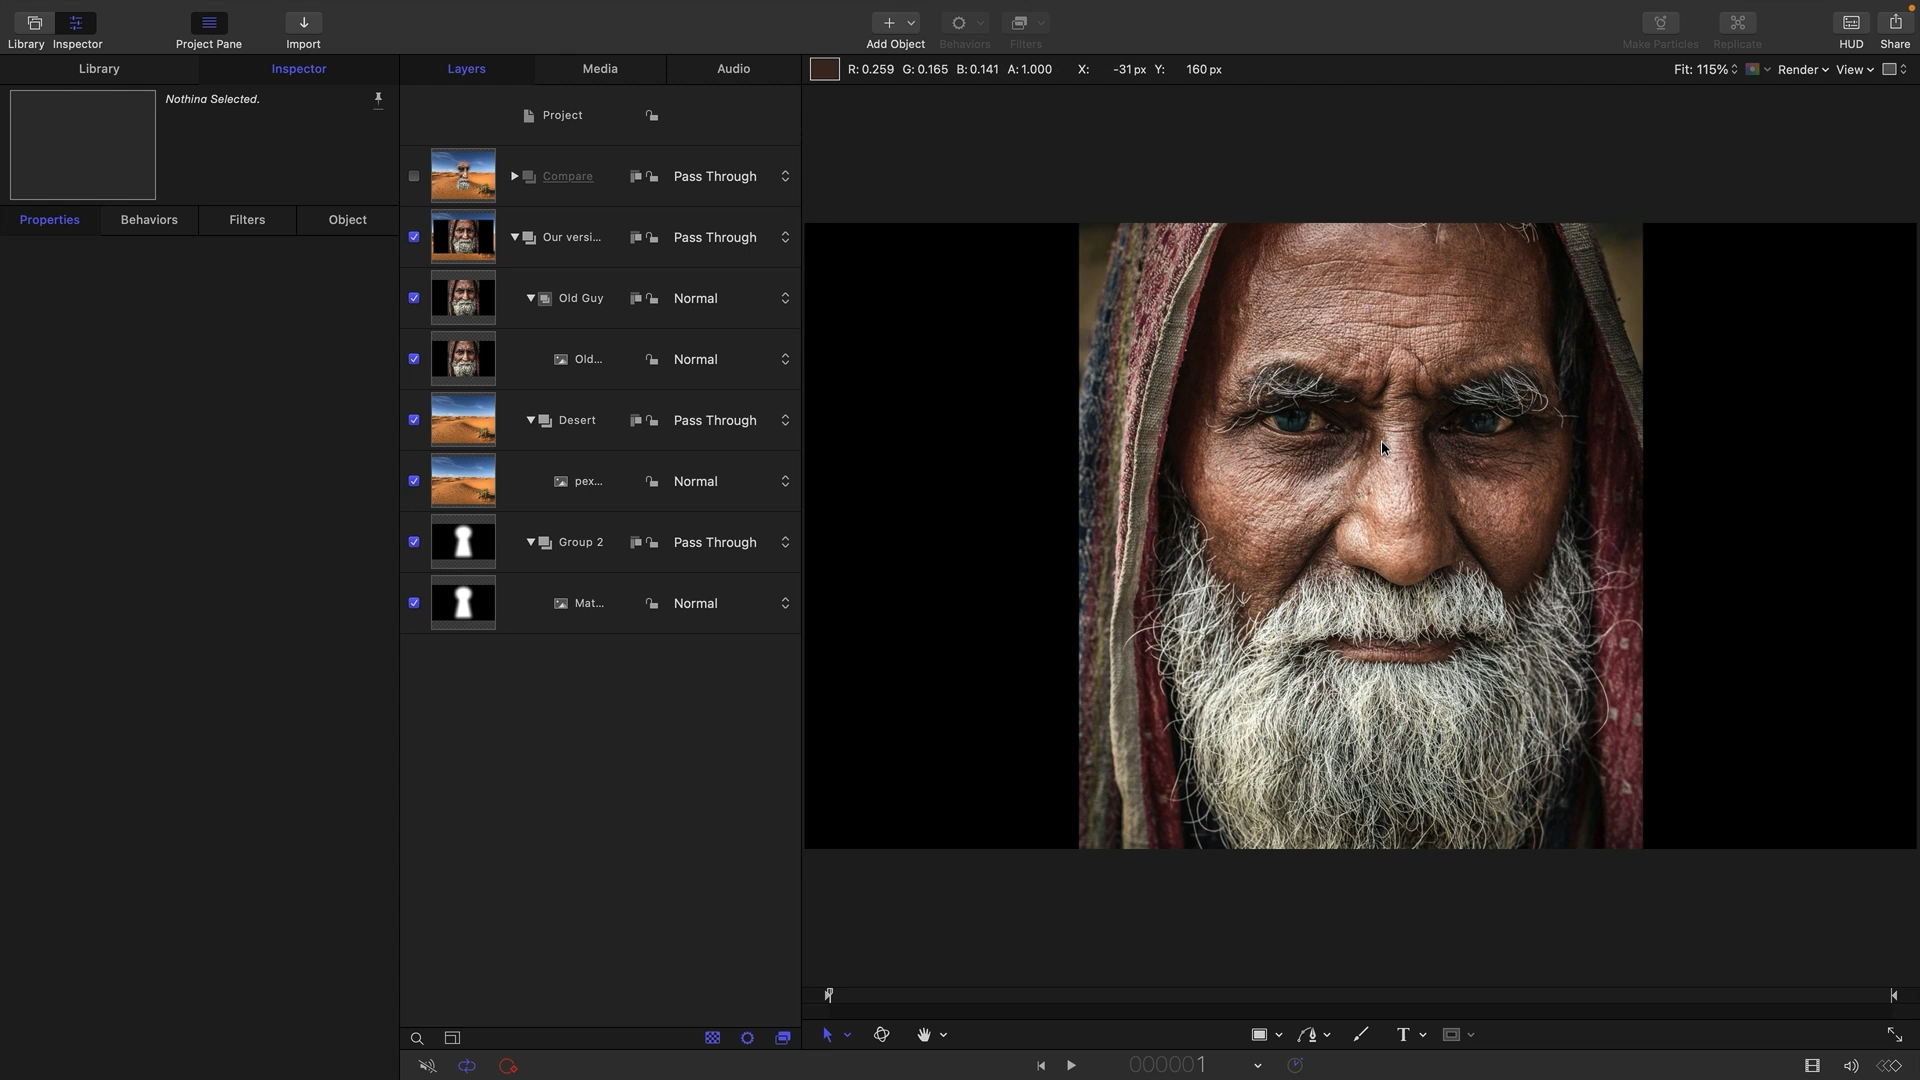 Library
Inspector
Project Pane
Import
Add Object
Behaviors
Filters
Make Particles
Replicate
HUD
Share
Library
Inspector
Layers
Media
Audio
R: 0.259 G: 0.165 B: 0.141 A: 1.000 X: -31 px Y: 160 px
Fit: 115%
Render
View
Nothing Selected.
Properties
Behaviors
Filters
Object
Project
Compare
Pass Through
Our versi...
Pass Through
Old Guy
Normal
Old...
Normal
Desert
Pass Through
pex...
Normal
Group 2
Pass Through
Mat...
Normal
T
000001